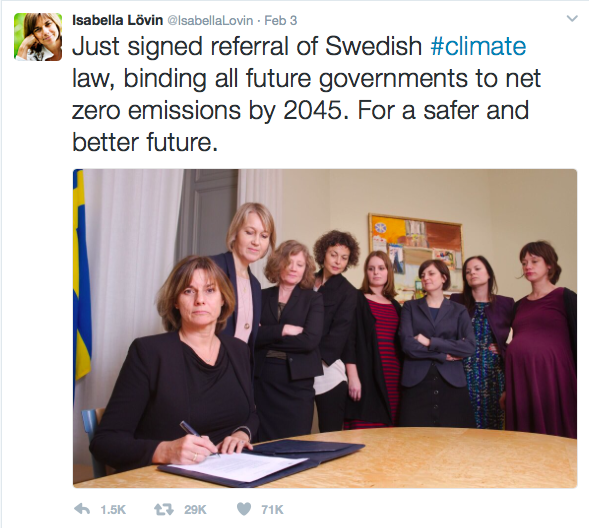 Isabella Lövin @IsabellaLovin · Feb 3
Just signed referral of Swedish #climate
law, binding all future governments to net
zero emissions by 2045. For a safer and
better future.
1.5K 29K 71K